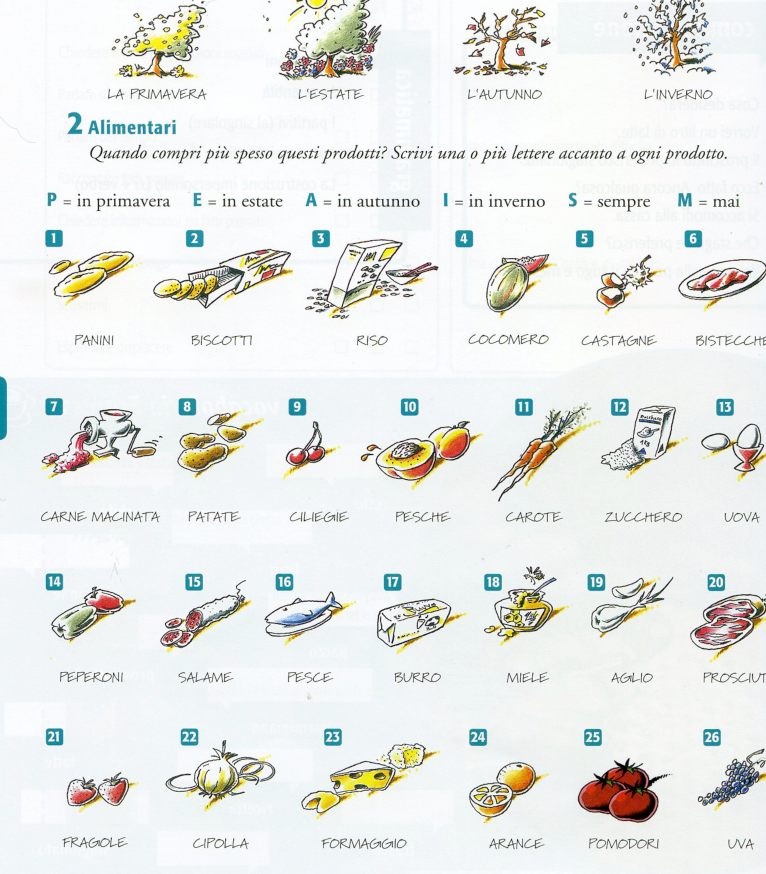 LA PRIMAVERA L'ESTATE L'AUTUNNO L'INVERNO
2 Alimentari
Quando compri più spesso questi prodotti? Scrivi una o più lettere accanto a ogni prodotto.
P = in primavera E = in estate A = in autunno I = in inverno S = sempre M = mai
1 2 3 4 5 6
PANINI BISCOTTI RISO COCOMERO CASTAGNE BISTECCHE
7 8 9 10 11 12 13
CARNE MACINATA PATATE CILIEGIE PESCHE CAROTE ZUCCHERO UOVA
14 15 16 17 18 19 20
PEPERONI SALAME PESCE BURRO MIELE AGLIO PROSCIUT
21 22 23 24 25 26
FRAGOLE CIPOLLA FORMAGGIO ARANCE POMODORI UVA